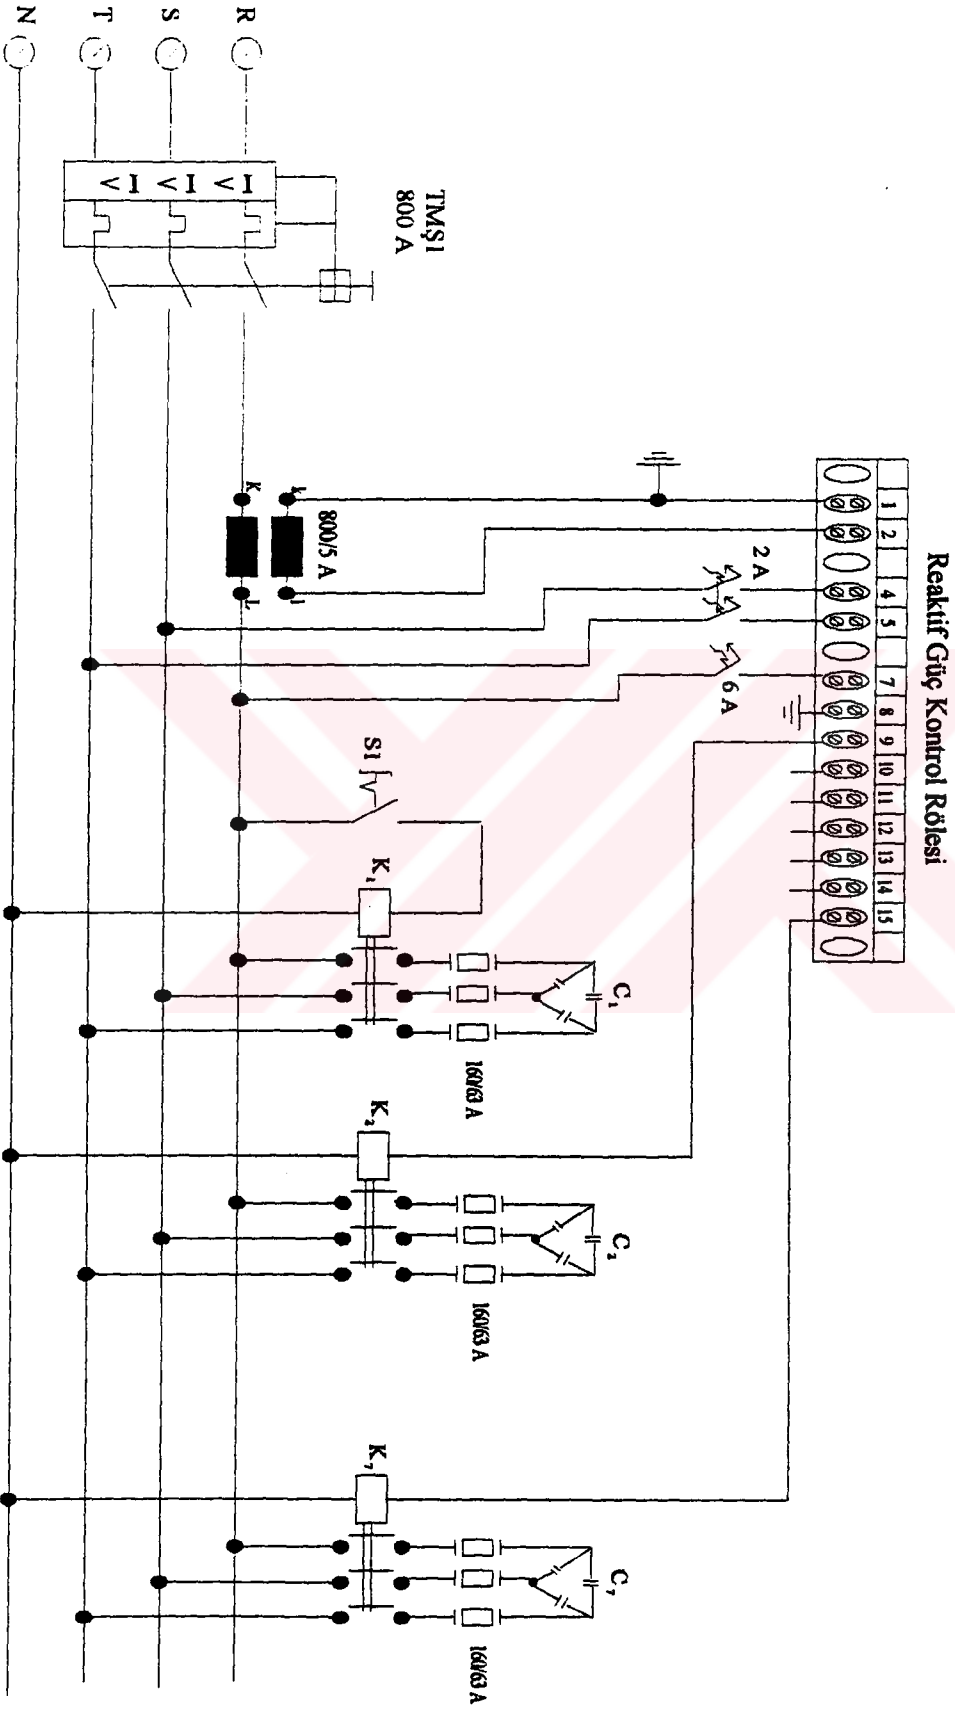 Reaktif Güç Kontrol Rölesi
1 2 4 5 7 8 9 10 11 12 13 14 15
2 A
6 A
TMŞ1
800 A
800/5 A
k
l
K
L
I > I > I >
R
S
T
N
S1
K₁
C₁
160/63 A
K₂
C₂
160/63 A
K₇
C₇
160/63 A